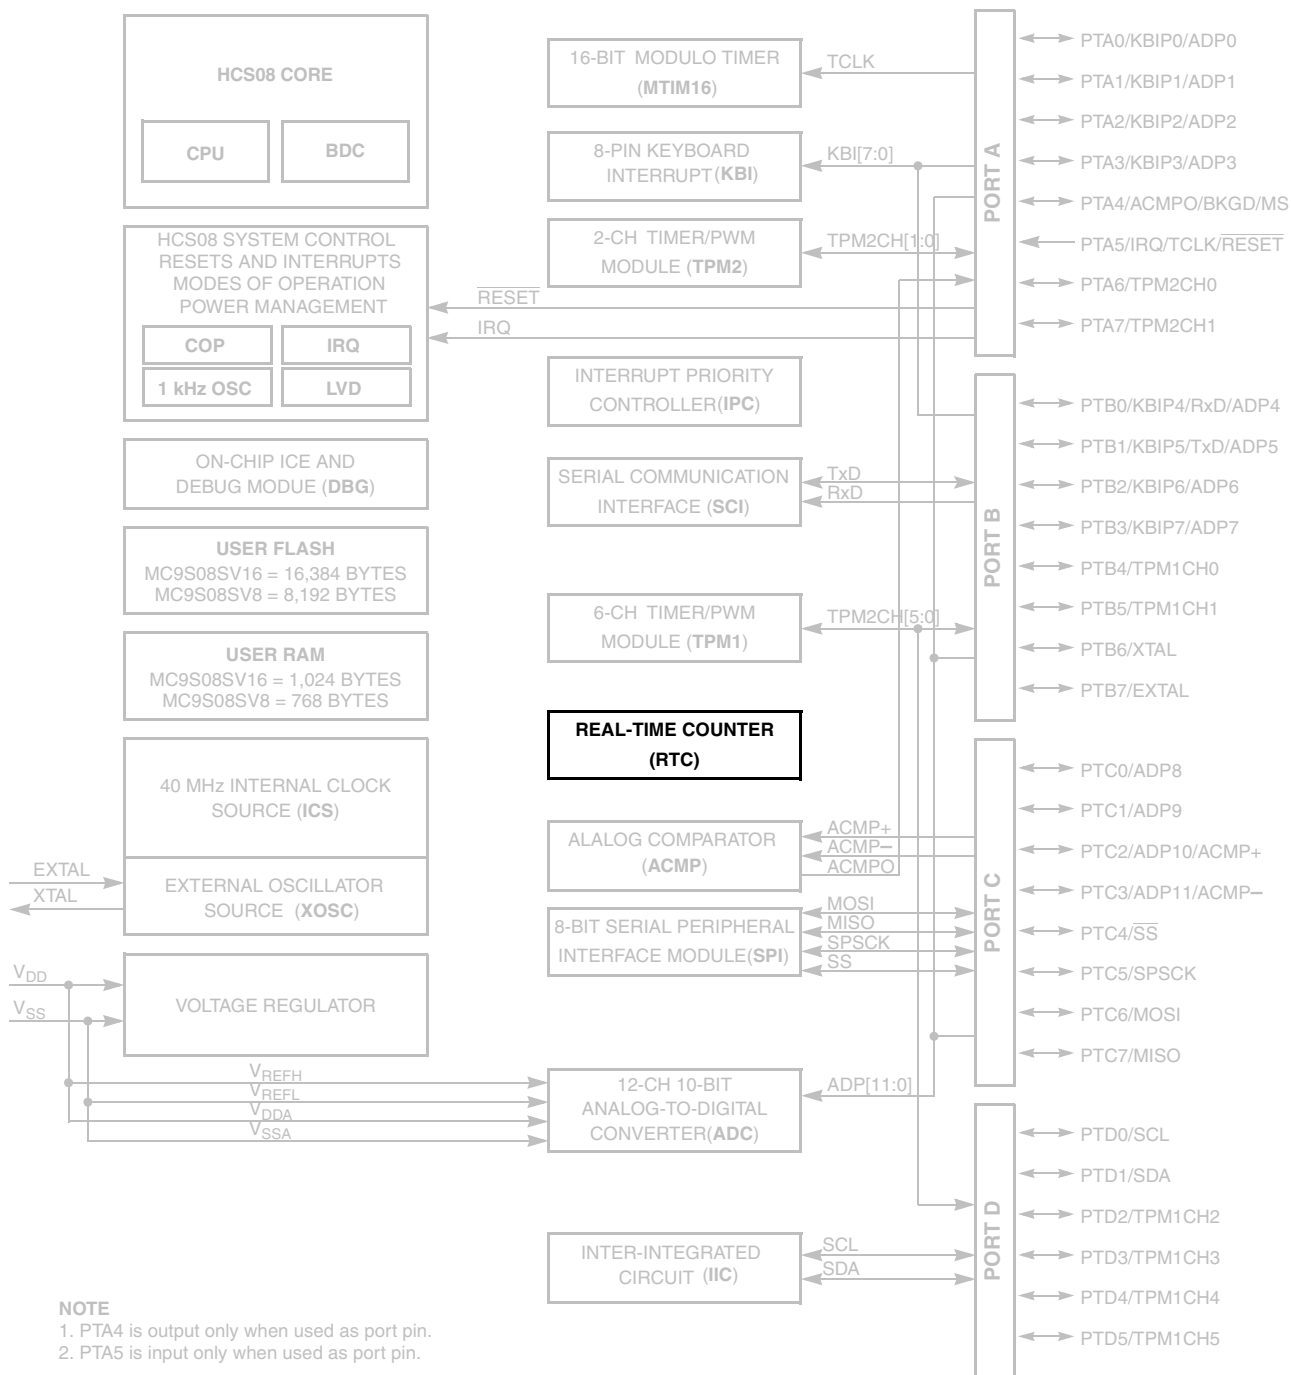 HCS08 CORE
CPU
BDC
HCS08 SYSTEM CONTROL
RESETS AND INTERRUPTS
MODES OF OPERATION
POWER MANAGEMENT
COP
IRQ
1 kHz OSC
LVD
ON-CHIP ICE AND
DEBUG MODUE (DBG)
USER FLASH
MC9S08SV16 = 16,384 BYTES
MC9S08SV8 = 8,192 BYTES
USER RAM
MC9S08SV16 = 1,024 BYTES
MC9S08SV8 = 768 BYTES
40 MHz INTERNAL CLOCK
SOURCE (ICS)
EXTERNAL OSCILLATOR
SOURCE (XOSC)
EXTAL
XTAL
VDD
VSS
VOLTAGE REGULATOR
VREFH
VREFL
VDDA
VSSA
16-BIT MODULO TIMER
(MTIM16)
TCLK
8-PIN KEYBOARD
INTERRUPT(KBI)
KBI[7:0]
2-CH TIMER/PWM
MODULE (TPM2)
TPM2CH[1:0]
RESET
IRQ
INTERRUPT PRIORITY
CONTROLLER(IPC)
SERIAL COMMUNICATION
INTERFACE (SCI)
TxD
RxD
6-CH TIMER/PWM
MODULE (TPM1)
TPM2CH[5:0]
REAL-TIME COUNTER
(RTC)
ALALOG COMPARATOR
(ACMP)
ACMP+
ACMP–
ACMPO
8-BIT SERIAL PERIPHERAL
INTERFACE MODULE(SPI)
MOSI
MISO
SPSCK
SS
12-CH 10-BIT
ANALOG-TO-DIGITAL
CONVERTER(ADC)
ADP[11:0]
INTER-INTEGRATED
CIRCUIT (IIC)
SCL
SDA
PORT A
PTA0/KBIP0/ADP0
PTA1/KBIP1/ADP1
PTA2/KBIP2/ADP2
PTA3/KBIP3/ADP3
PTA4/ACMPO/BKGD/MS
PTA5/IRQ/TCLK/RESET
PTA6/TPM2CH0
PTA7/TPM2CH1
PORT B
PTB0/KBIP4/RxD/ADP4
PTB1/KBIP5/TxD/ADP5
PTB2/KBIP6/ADP6
PTB3/KBIP7/ADP7
PTB4/TPM1CH0
PTB5/TPM1CH1
PTB6/XTAL
PTB7/EXTAL
PORT C
PTC0/ADP8
PTC1/ADP9
PTC2/ADP10/ACMP+
PTC3/ADP11/ACMP–
PTC4/SS
PTC5/SPSCK
PTC6/MOSI
PTC7/MISO
PORT D
PTD0/SCL
PTD1/SDA
PTD2/TPM1CH2
PTD3/TPM1CH3
PTD4/TPM1CH4
PTD5/TPM1CH5
NOTE
1. PTA4 is output only when used as port pin.
2. PTA5 is input only when used as port pin.